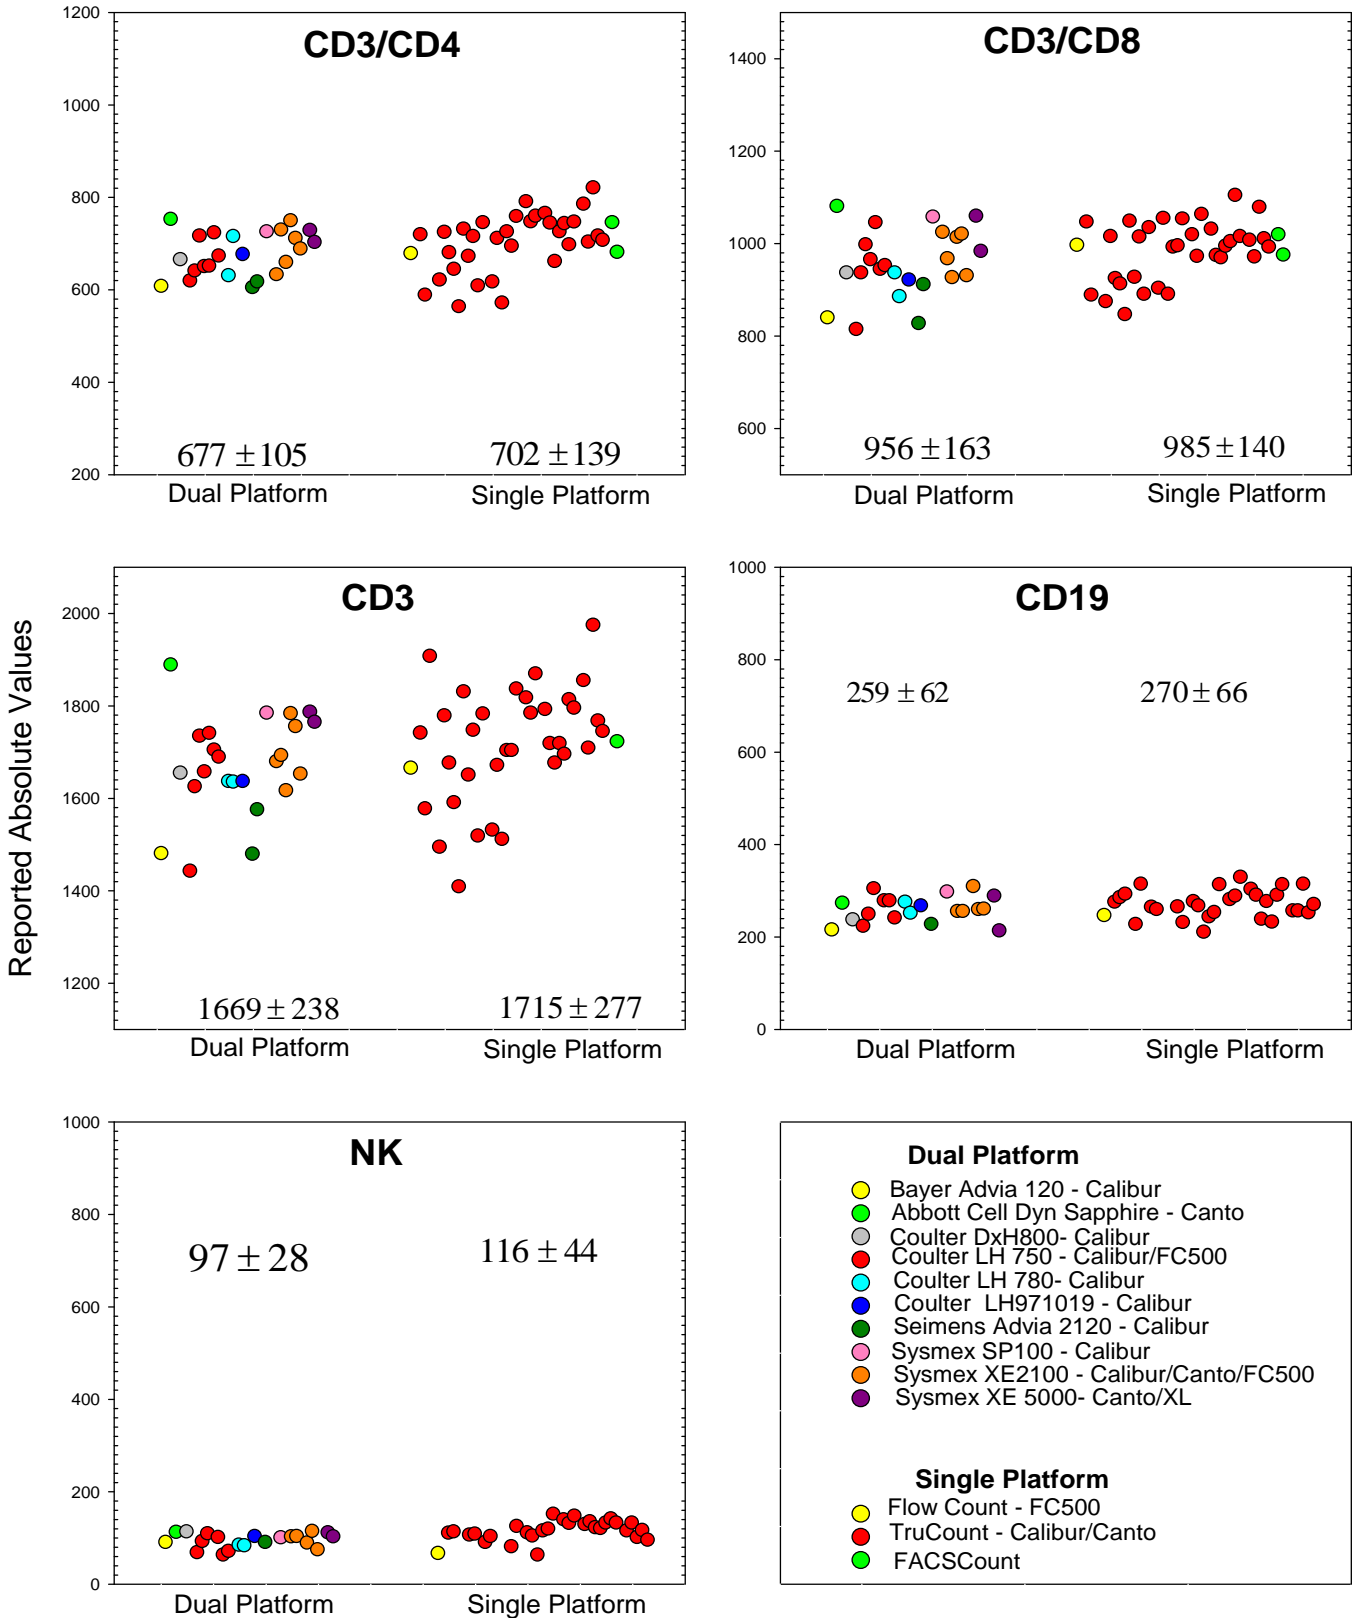 CD3/CD4
1200
1000
800
600
400
200
677 ±105
702 ±139
Dual Platform
Single Platform
CD3/CD8
1400
1200
1000
800
600
956 ±163
985 ±140
Dual Platform
Single Platform
Reported Absolute Values
CD3
2000
1800
1600
1400
1200
1669 ± 238
1715 ± 277
Dual Platform
Single Platform
CD19
1000
800
600
400
200
0
259 ± 62
270 ± 66
Dual Platform
Single Platform
NK
1000
800
600
400
200
0
97 ± 28
116 ± 44
Dual Platform
Single Platform
Dual Platform
Bayer Advia 120 - Calibur
Abbott Cell Dyn Sapphire - Canto
Coulter DxH800- Calibur
Coulter LH 750 - Calibur/FC500
Coulter LH 780- Calibur
Coulter LH971019 - Calibur
Seimens Advia 2120 - Calibur
Sysmex SP100 - Calibur
Sysmex XE2100 - Calibur/Canto/FC500
Sysmex XE 5000- Canto/XL
Single Platform
Flow Count - FC500
TruCount - Calibur/Canto
FACSCount